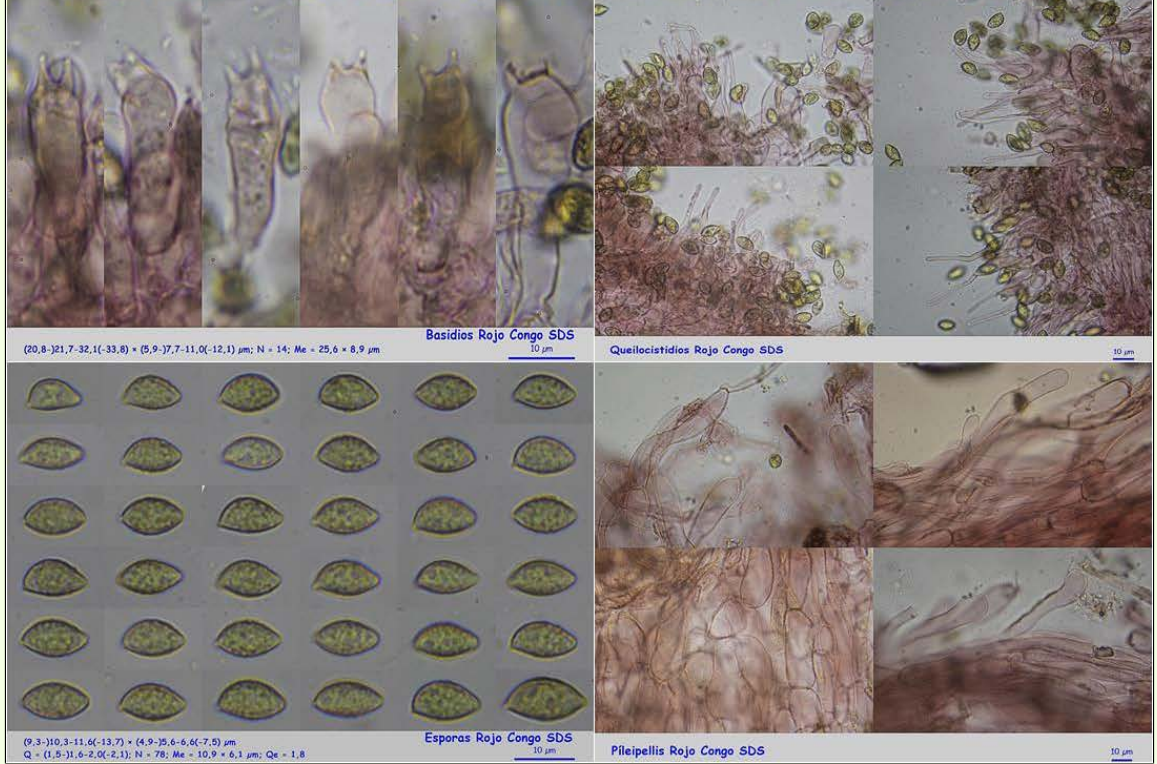 Basidios Rojo Congo SDS
(20,8-)21,7-32,1(-33,8) × (5,9-)7,7-11,0(-12,1) µm; N = 14; Me = 25,6 × 8,9 µm
10 µm
Queilocistidios Rojo Congo SDS
10 µm
Esporas Rojo Congo SDS
(9,3-)10,3-11,6(-13,7) × (4,9-)5,6-6,6(-7,5) µm
Q = (1,5-)1,6-2,0(-2,1); N = 78; Me = 10,9 × 6,1 µm; Qe = 1,8
10 µm
Píleipellis Rojo Congo SDS
10 µm